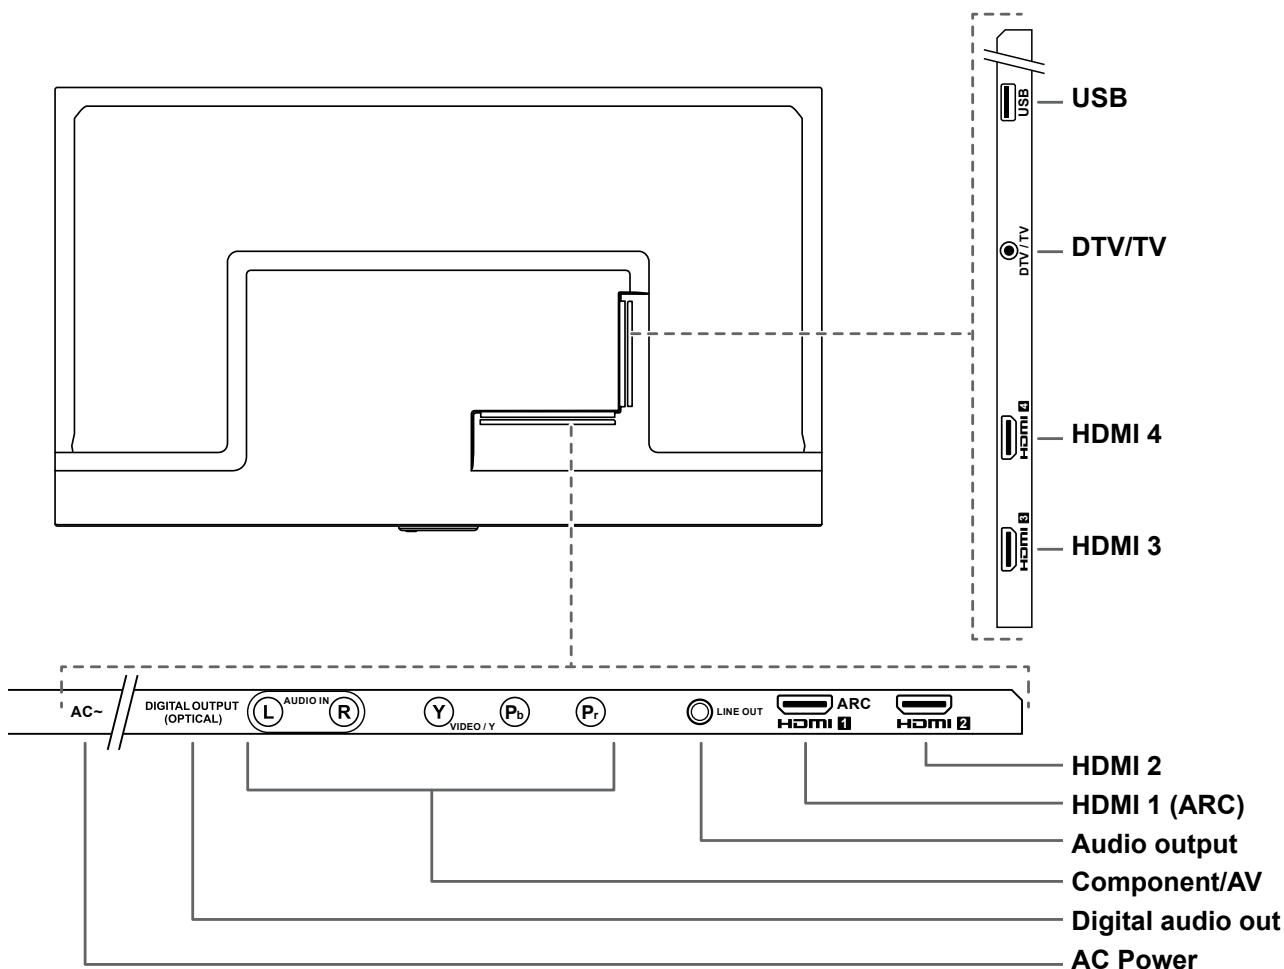 USB
USB
DTV / TV
DTV/TV
HDMI 4
HDMI 4
HDMI 3
HDMI 3
AC~
DIGITAL OUTPUT
(OPTICAL)
L
AUDIO IN
R
Y
VIDEO / Y
Pb
Pr
LINE OUT
ARC
HDMI 1
HDMI 2
HDMI 2
HDMI 1 (ARC)
Audio output
Component/AV
Digital audio out
AC Power